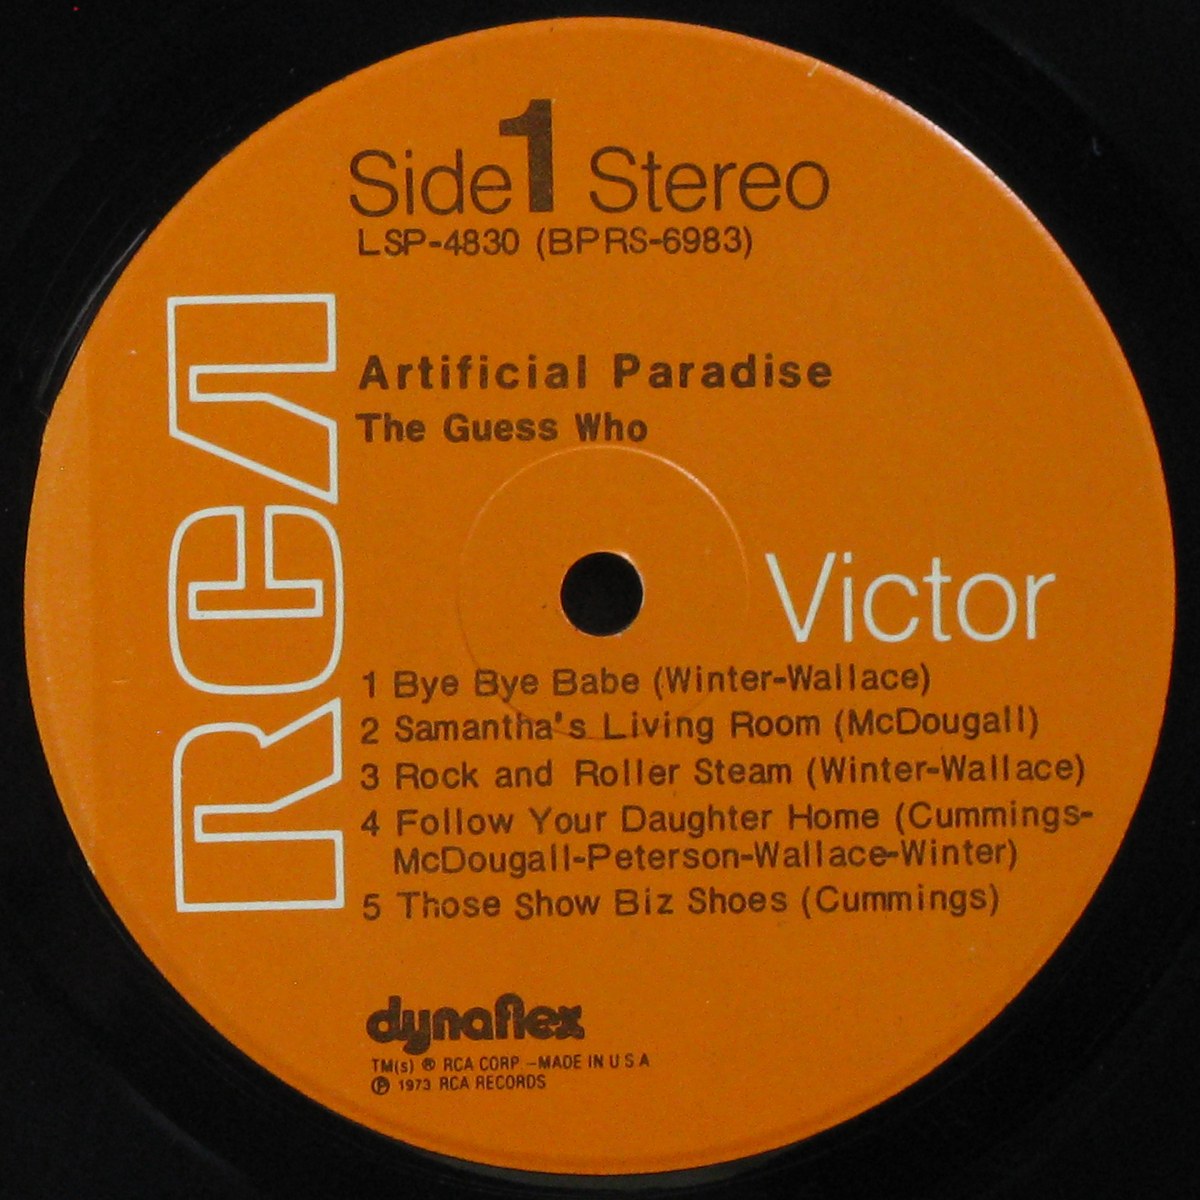 Side 1 Stereo
LSP-4830 (BPRS-6983)
RCA
Artificial Paradise
The Guess Who
Victor
1 Bye Bye Babe (Winter-Wallace)
2 Samantha's Living Room (McDougall)
3 Rock and Roller Steam (Winter-Wallace)
4 Follow Your Daughter Home (Cummings-
McDougall-Peterson-Wallace-Winter)
5 Those Show Biz Shoes (Cummings)
dynaflex
TM(s) ® RCA CORP –MADE IN U S A
℗ 1973 RCA RECORDS